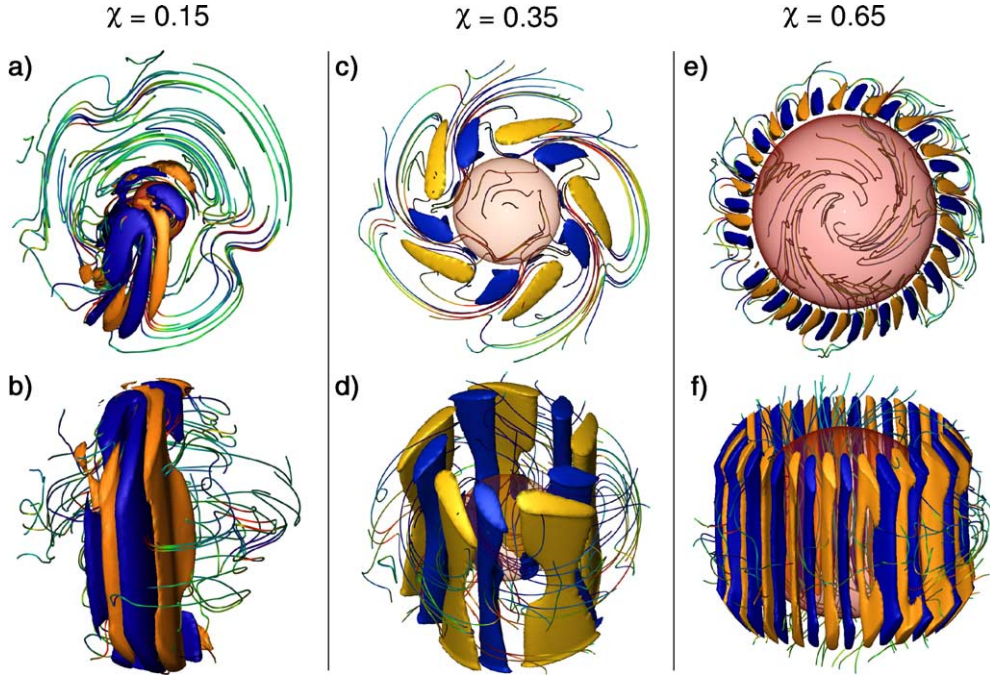 χ = 0.15 χ = 0.35 χ = 0.65
a) c) e)
b) d) f)